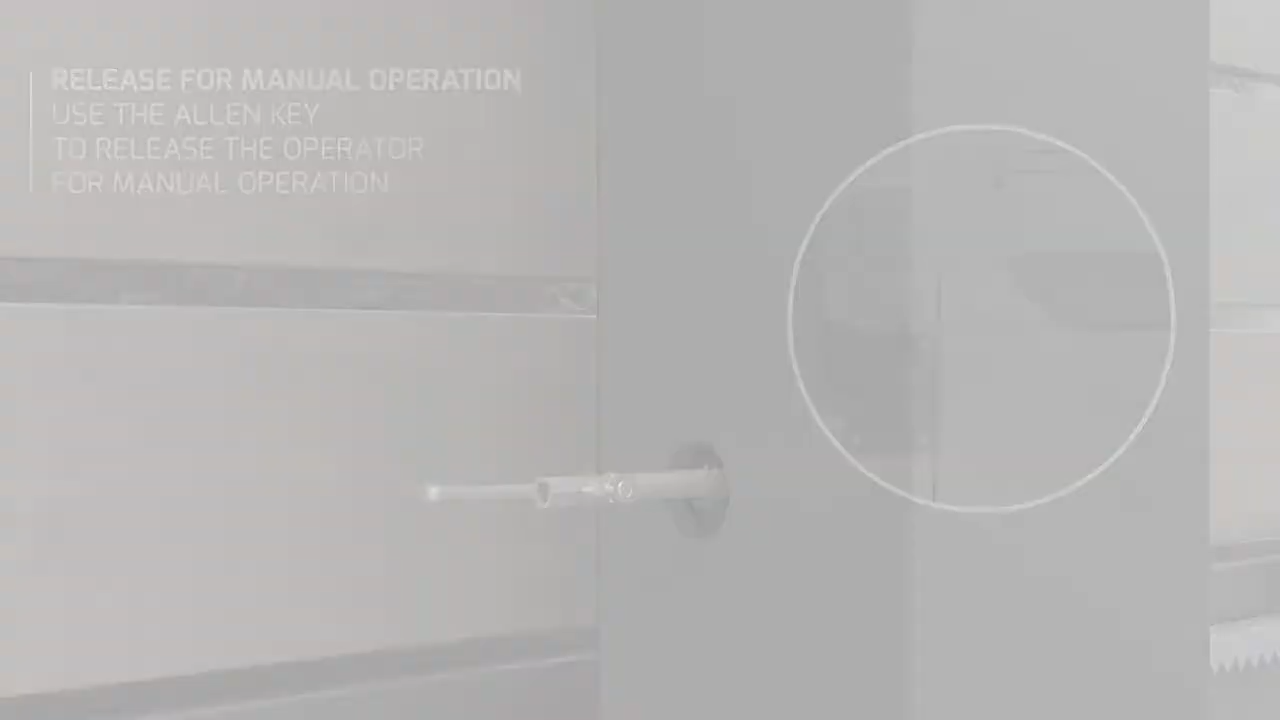 RELEASE FOR MANUAL OPERATION
USE THE ALLEN KEY
TO RELEASE THE OPERATOR
FOR MANUAL OPERATION